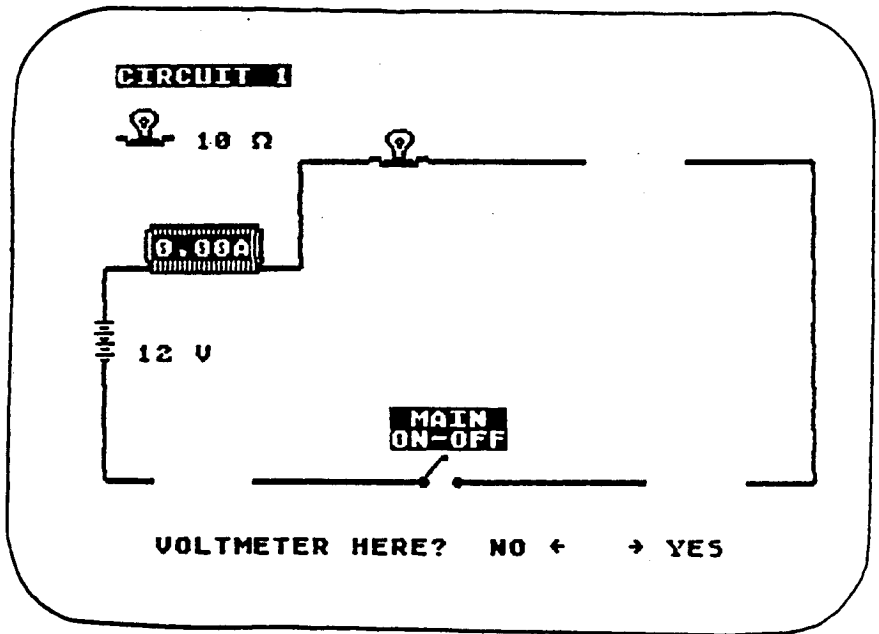 CIRCUIT 1
10 Ω
0.00A
12 V
MAIN
ON-OFF
VOLTMETER HERE? NO ← → YES